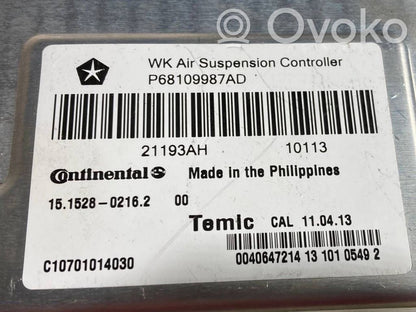 Ovoko
WK Air Suspension Controller
P68109987AD
21193AH 10113
Continental Made in the Philippines
15.1528-0216.2 00
Temic CAL 11.04.13
C10701014030 0040647214 13 101 0549 2